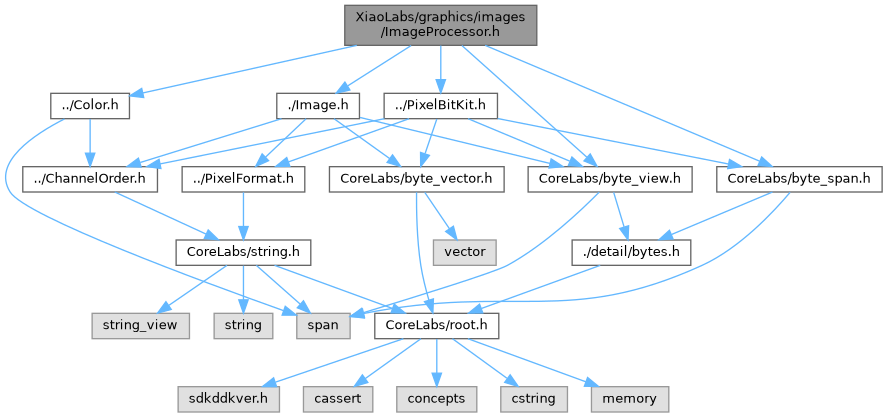 XiaoLabs/graphics/images
/ImageProcessor.h
../Color.h
./Image.h
../PixelBitKit.h
../ChannelOrder.h
../PixelFormat.h
CoreLabs/byte_vector.h
CoreLabs/byte_view.h
CoreLabs/byte_span.h
CoreLabs/string.h
vector
./detail/bytes.h
string_view
string
span
CoreLabs/root.h
sdkddkver.h
cassert
concepts
cstring
memory